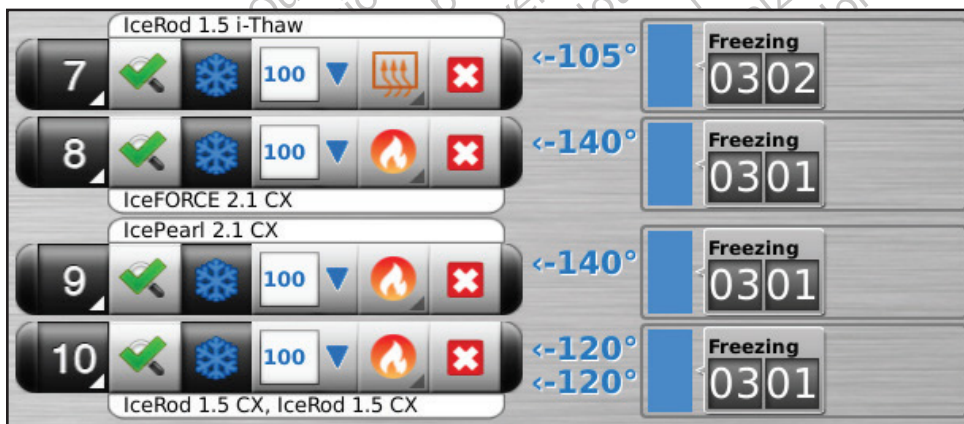 IceRod 1.5 i-Thaw
7 100 <-105° Freezing
03 02
8 100 <-140° Freezing
03 01
IceFORCE 2.1 CX
IcePearl 2.1 CX
9 100 <-140° Freezing
03 01
10 100 <-120° Freezing
<-120° 03 01
IceRod 1.5 CX, IceRod 1.5 CX